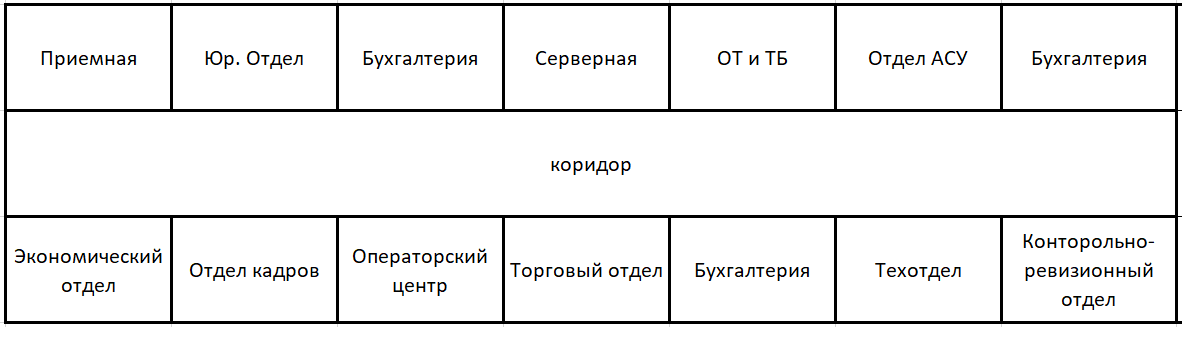 Приемная
Юр. Отдел
Бухгалтерия
Серверная
ОТ и ТБ
Отдел АСУ
Бухгалтерия
коридор
Экономический
отдел
Отдел кадров
Операторский
центр
Торговый отдел
Бухгалтерия
Техотдел
Конторольно-
ревизионный
отдел